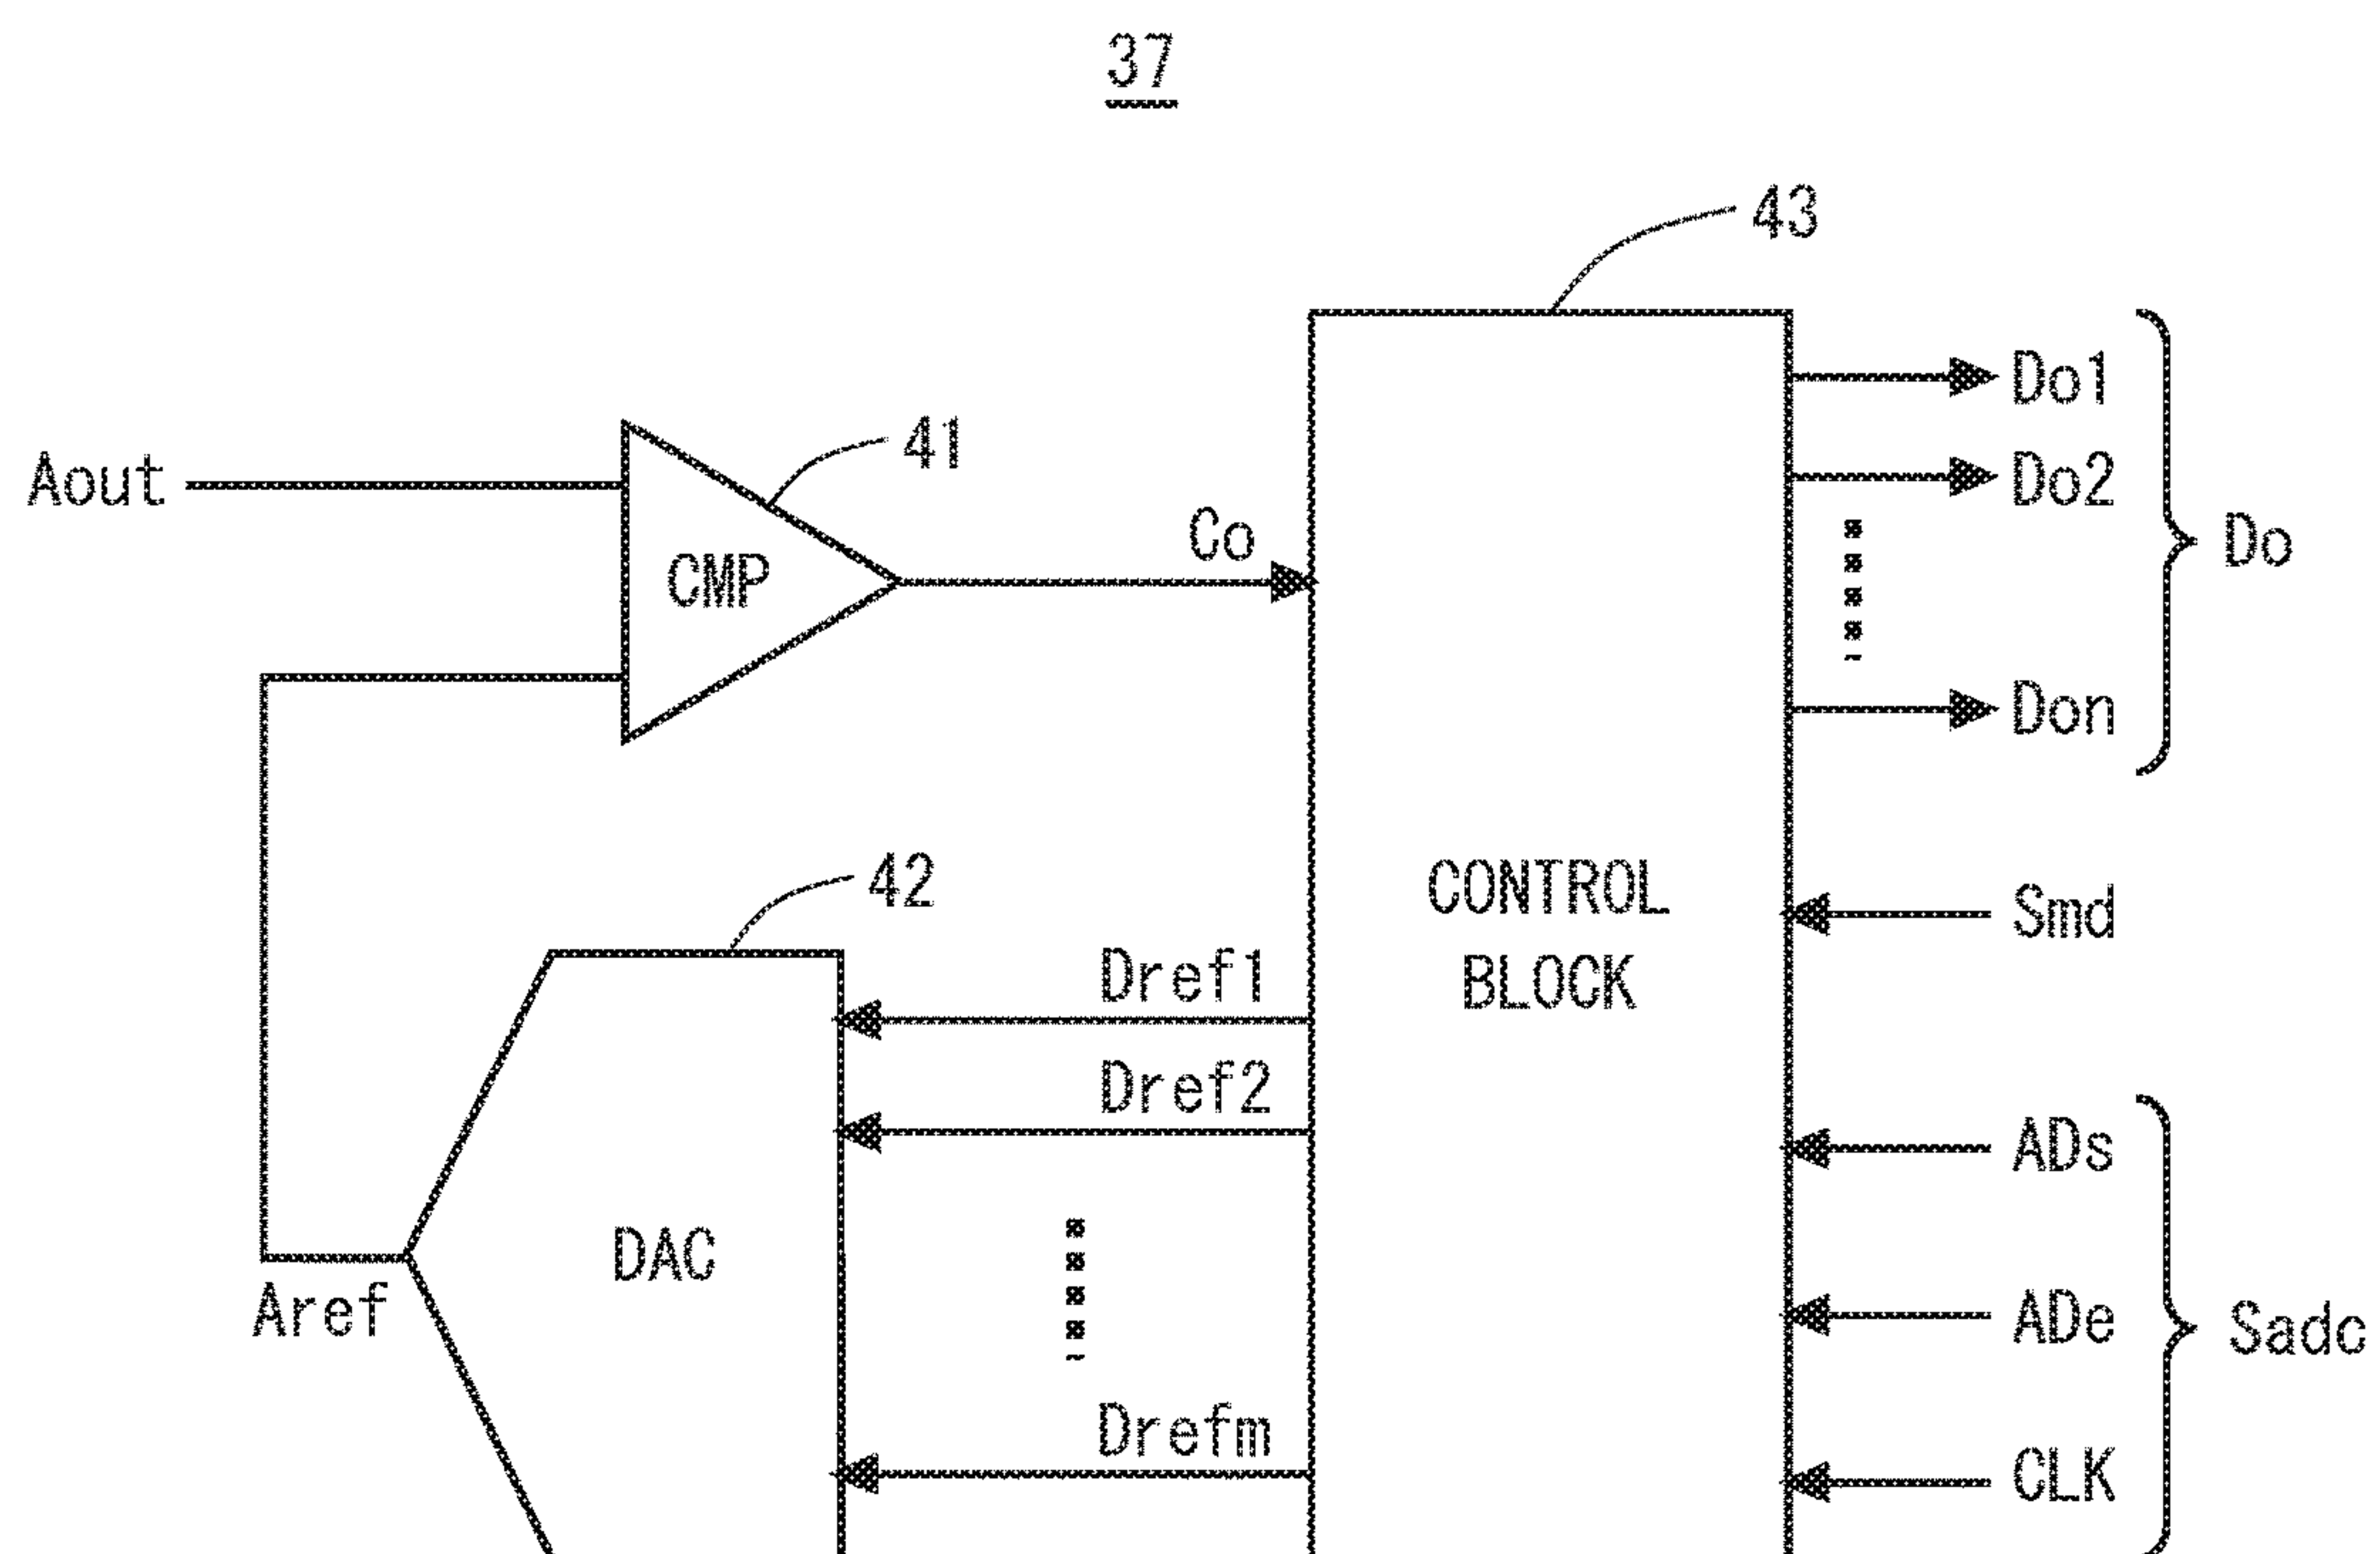 37
43
Do1
41
Aout
Do2
Co
Do
CMP
Don
42
CONTROL
BLOCK
Smd
Dref1
Dref2
ADs
DAC
Aref
ADe
Sadc
Drefm
CLK